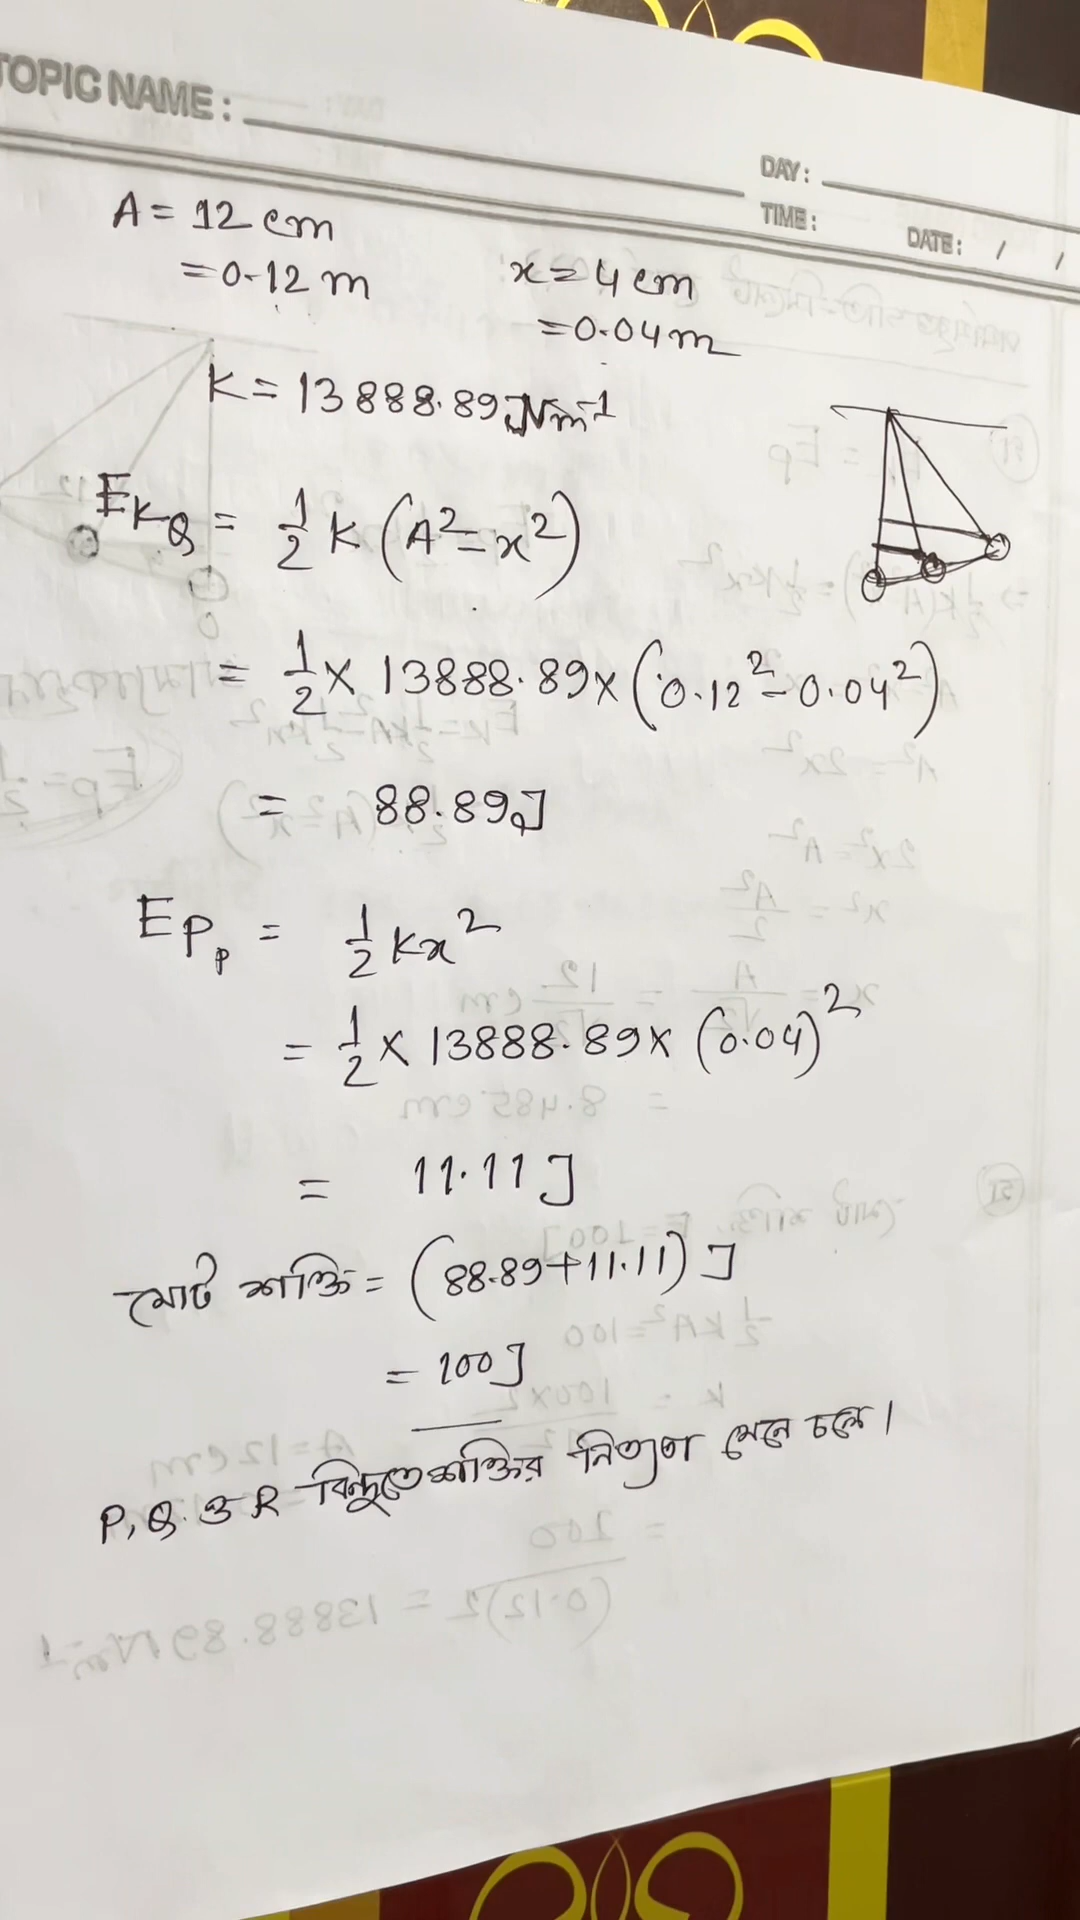 TOPIC NAME :
DAY :
TIME :
DATE : / /
A = 12 cm
= 0.12 m
x = 4 cm
= 0.04 m
K = 13888.89 Nm⁻¹
E_KQ = 1/2 K (A² - x²)
= 1/2 × 13888.89 × (0.12² - 0.04²)
= 88.89 J
E_Pp = 1/2 Kx²
= 1/2 × 13888.89 × (0.04)²
= 11.11 J
মোট শক্তি = (88.89 + 11.11) J
= 100 J
P, Q ও R বিন্দুতে শক্তির নিত্যতা মেনে চলে।